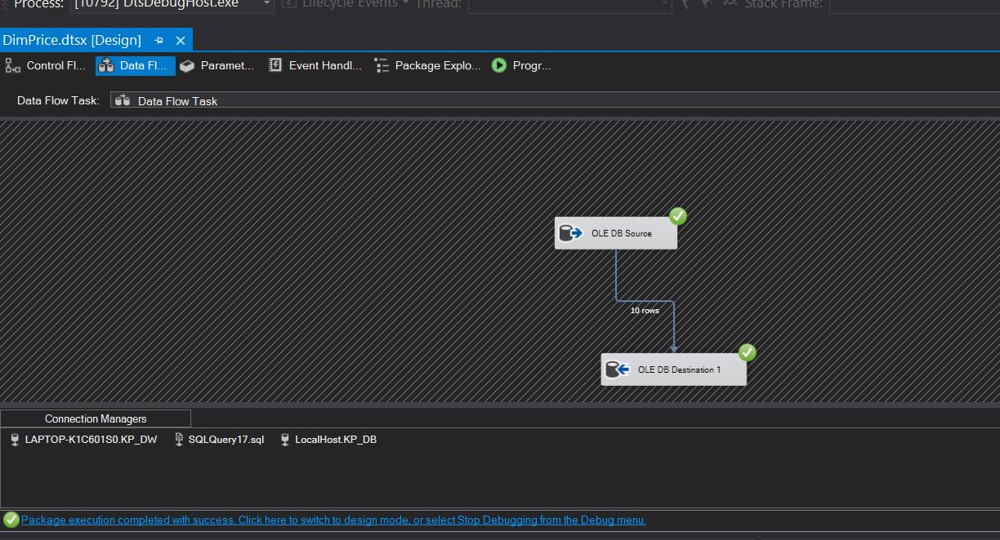 Process: [10792] DtsDebugHost.exe Lifecycle Events Thread: Stack Frame:
DimPrice.dtsx [Design]
Control Fl... Data Fl... Paramet... Event Handl... Package Explo... Progr...
Data Flow Task: Data Flow Task
OLE DB Source
10 rows
OLE DB Destination 1
Connection Managers
LAPTOP-K1C601S0.KP_DW SQLQuery17.sql LocalHost.KP_DB
Package execution completed with success. Click here to switch to design mode, or select Stop Debugging from the Debug menu.